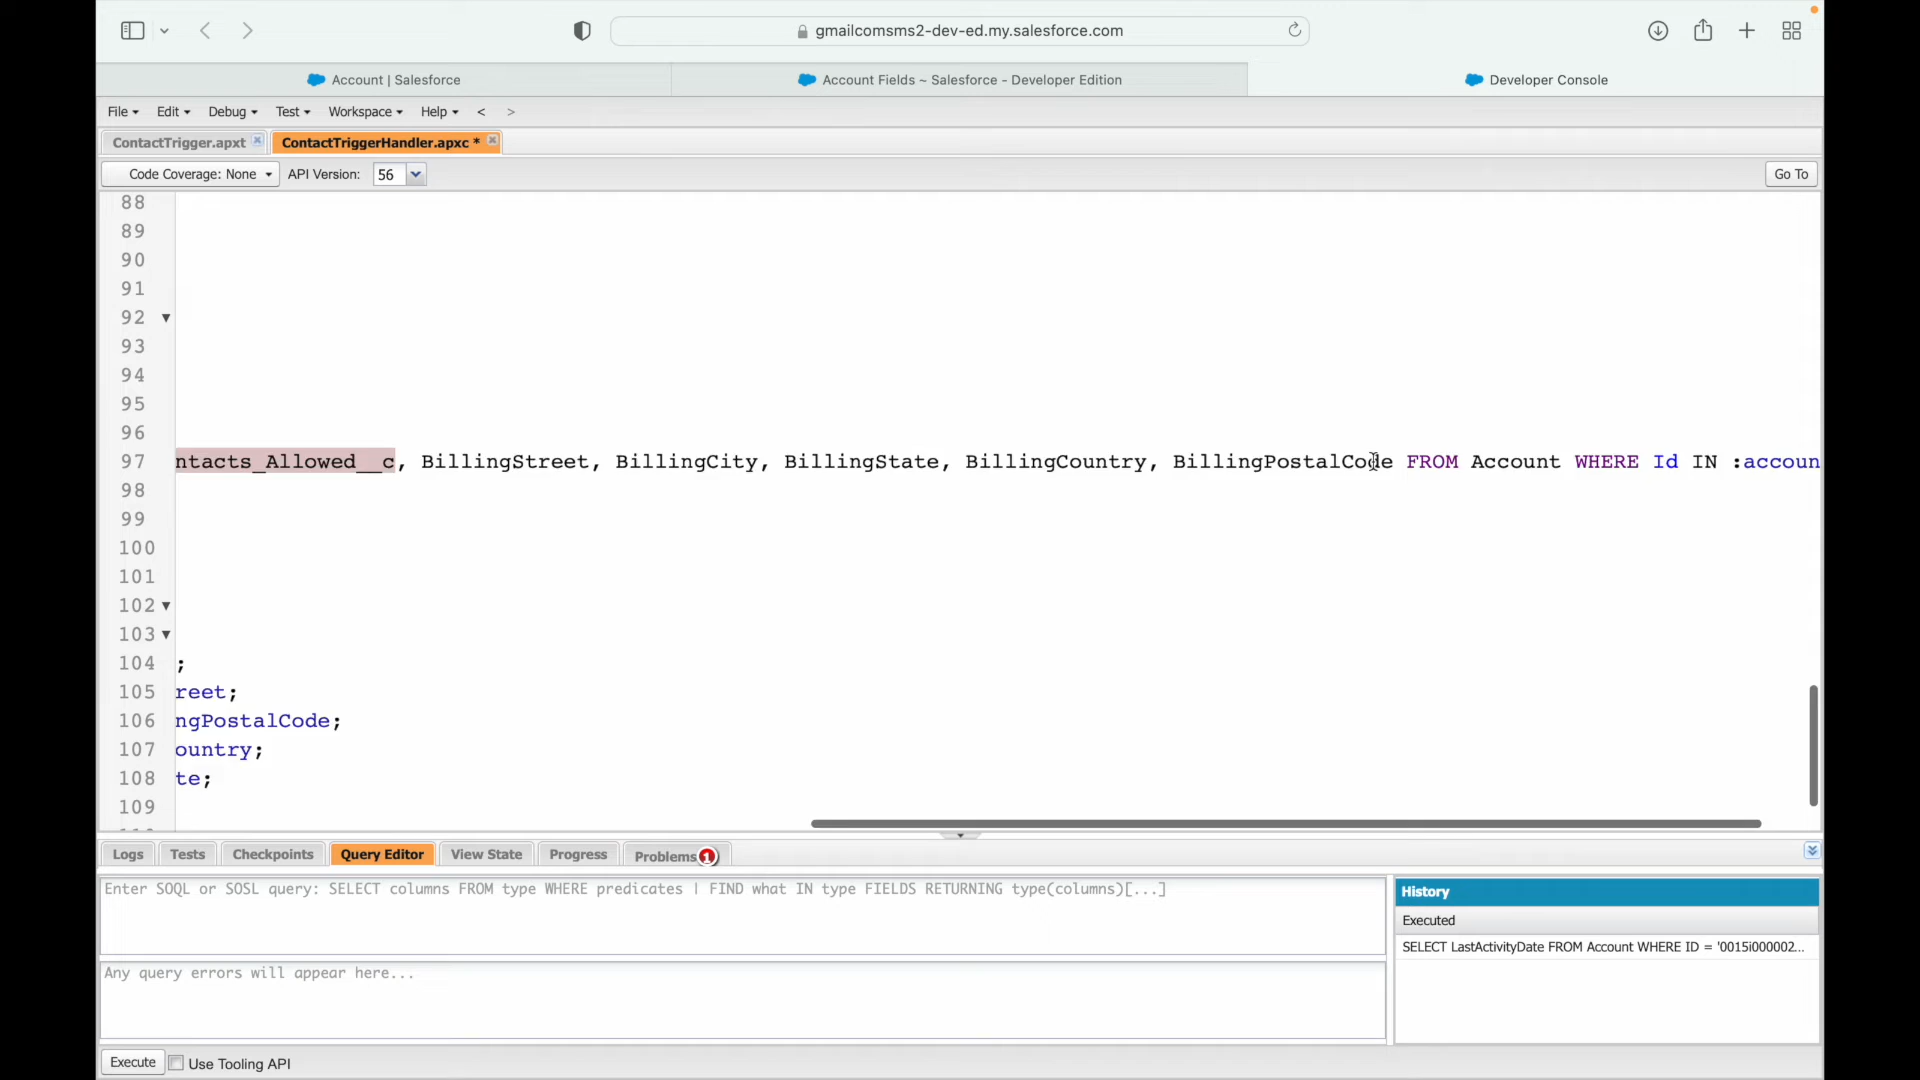 gmailcomsms2-dev-ed.my.salesforce.com
Account | Salesforce
Account Fields ~ Salesforce - Developer Edition
Developer Console
File Edit Debug Test Workspace Help < >
ContactTrigger.apxt
ContactTriggerHandler.apxc *
Code Coverage: None API Version: 56 Go To
88
89
90
91
92
93
94
95
96
97 ntacts_Allowed__c, BillingStreet, BillingCity, BillingState, BillingCountry, BillingPostalCode FROM Account WHERE Id IN :accoun
98
99
100
101
102
103
104 ;
105 reet;
106 ngPostalCode;
107 ountry;
108 te;
109
Logs Tests Checkpoints Query Editor View State Progress Problems 1
Enter SOQL or SOSL query: SELECT columns FROM type WHERE predicates | FIND what IN type FIELDS RETURNING type(columns)[...]
Any query errors will appear here...
History
Executed
SELECT LastActivityDate FROM Account WHERE ID = '0015i000002...
Execute Use Tooling API